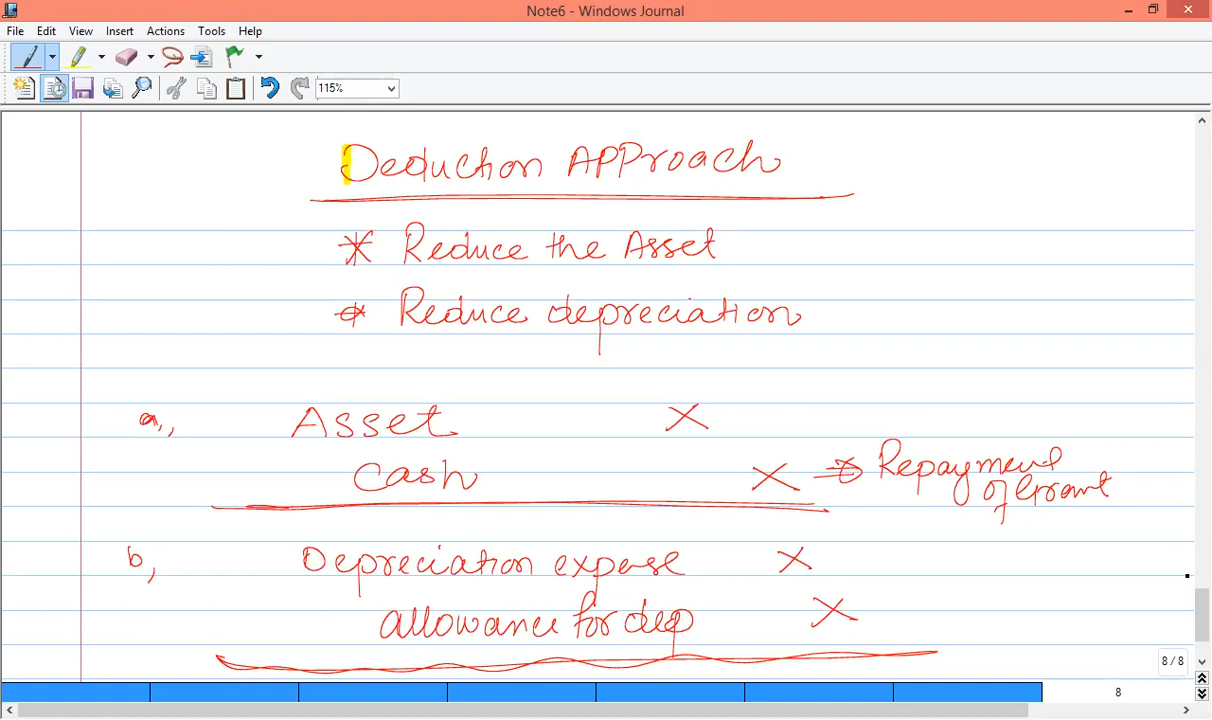 Note6 - Windows Journal
File Edit View Insert Actions Tools Help
115%
Deduction APProach
* Reduce the Asset
* Reduce depreciation
a,, Asset X
Cash X * Repayment
of Grant
b, Depreciation expense X
allowance for dep X
8 / 8
8